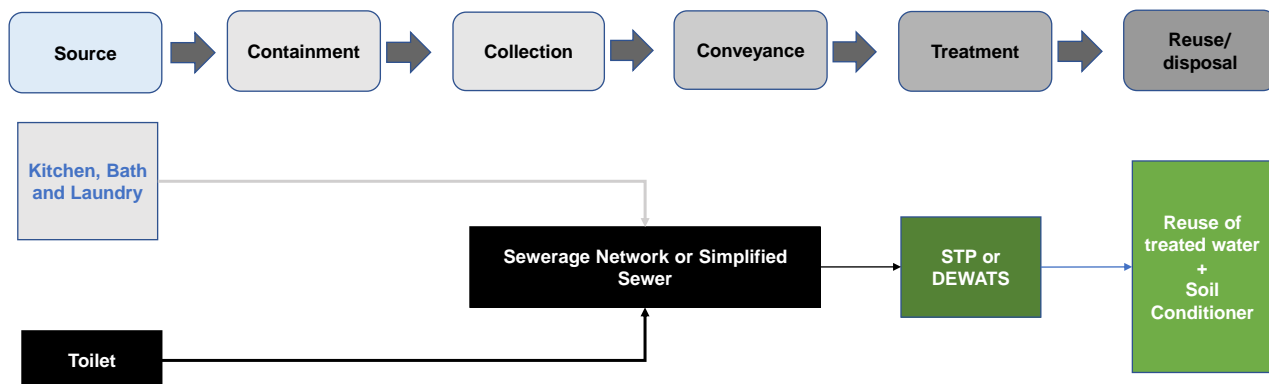 Source
Containment
Collection
Conveyance
Treatment
Reuse/
disposal
Kitchen, Bath
and Laundry
Sewerage Network or Simplified
Sewer
STP or
DEWATS
Reuse of
treated water
+
Soil
Conditioner
Toilet